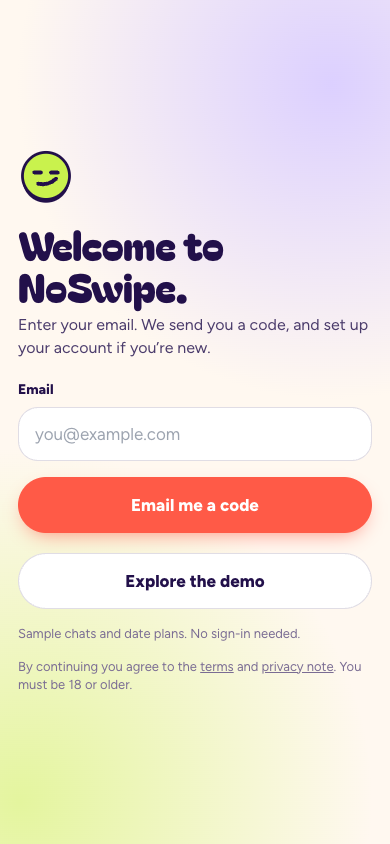 Welcome to
NoSwipe.
Enter your email. We send you a code, and set up
your account if you’re new.
Email
you@example.com
Email me a code
Explore the demo
Sample chats and date plans. No sign-in needed.
By continuing you agree to the terms and privacy note. You
must be 18 or older.